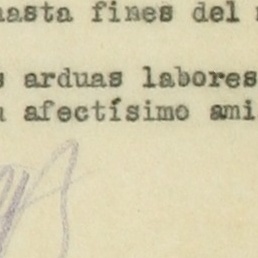 hasta fines del
s arduas labores
afectísimo ami